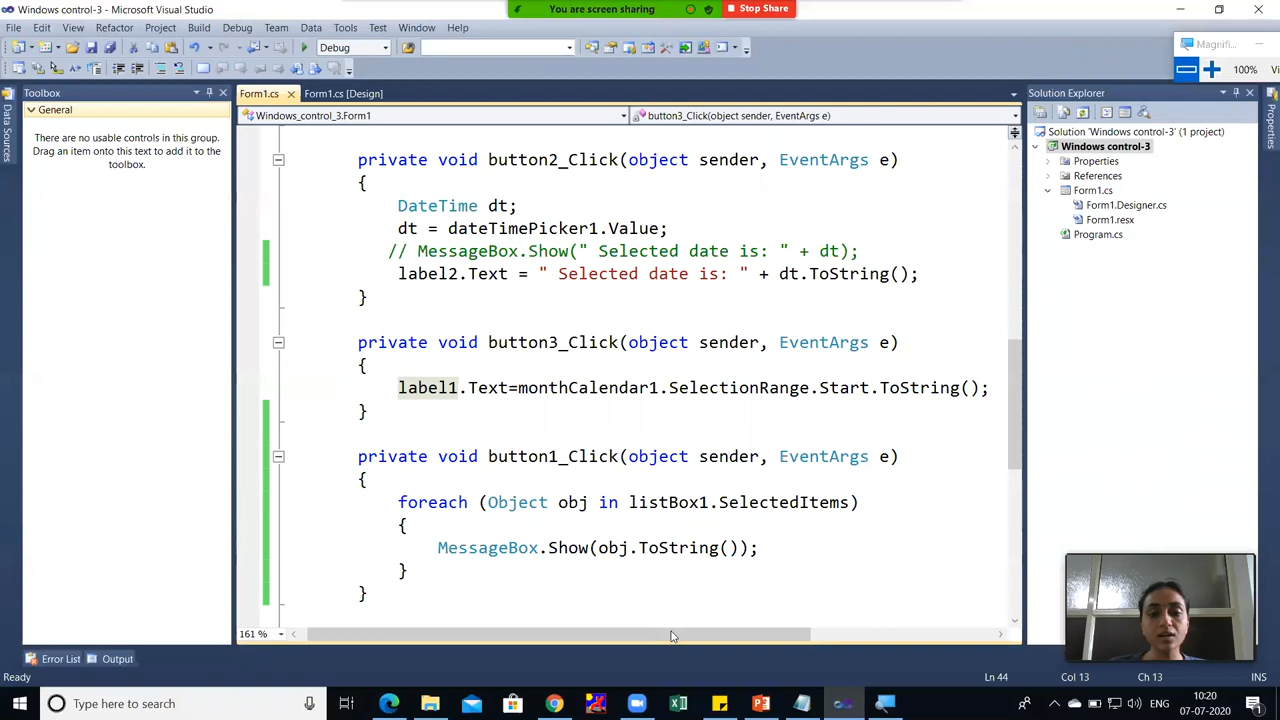 Windows control-3 - Microsoft Visual Studio
You are screen sharing
Stop Share
File Edit View Refactor Project Build Debug Team Data Tools Test Window Help
Debug
Magnifi...
100%
Vi
Toolbox
General
There are no usable controls in this group.
Drag an item onto this text to add it to the
toolbox.
Data Sources
Form1.cs
Form1.cs [Design]
Windows_control_3.Form1
button3_Click(object sender, EventArgs e)
private void button2_Click(object sender, EventArgs e)
{
DateTime dt;
dt = dateTimePicker1.Value;
// MessageBox.Show(" Selected date is: " + dt);
label2.Text = " Selected date is: " + dt.ToString();
}
private void button3_Click(object sender, EventArgs e)
{
label1.Text=monthCalendar1.SelectionRange.Start.ToString();
}
private void button1_Click(object sender, EventArgs e)
{
foreach (Object obj in listBox1.SelectedItems)
{
MessageBox.Show(obj.ToString());
}
}
161 %
Solution Explorer
Solution 'Windows control-3' (1 project)
Windows control-3
Properties
References
Form1.cs
Form1.Designer.cs
Form1.resx
Program.cs
Properties
Error List
Output
Ready
Ln 44
Col 13
Ch 13
INS
Type here to search
ENG
10:20
07-07-2020